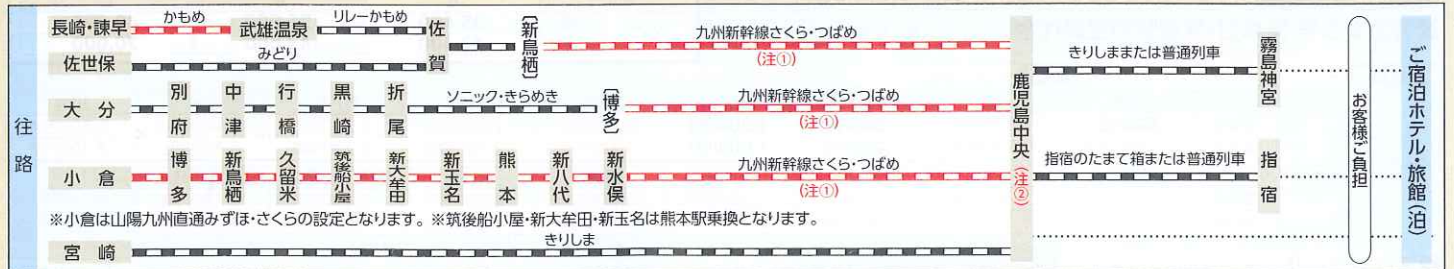 往路
長崎・諫早 かもめ 武雄温泉 リレーかもめ 佐賀 〔新鳥栖〕 九州新幹線さくら・つばめ (注①)
佐世保 みどり
大分 別府 中津 行橋 黒崎 折尾 ソニック・きらめき 〔博多〕 九州新幹線さくら・つばめ (注①)
小倉 博多 新鳥栖 久留米 筑後船小屋 新大牟田 新玉名 熊本 新八代 新水俣 九州新幹線さくら・つばめ (注①)
※小倉は山陽九州直通みずほ・さくらの設定となります。 ※筑後船小屋・新大牟田・新玉名は熊本駅乗換となります。
宮崎 きりしま
鹿児島中央(注②)
きりしままたは普通列車 霧島神宮
指宿のたまて箱または普通列車 指宿
お客様ご負担
ご宿泊ホテル・旅館(泊)